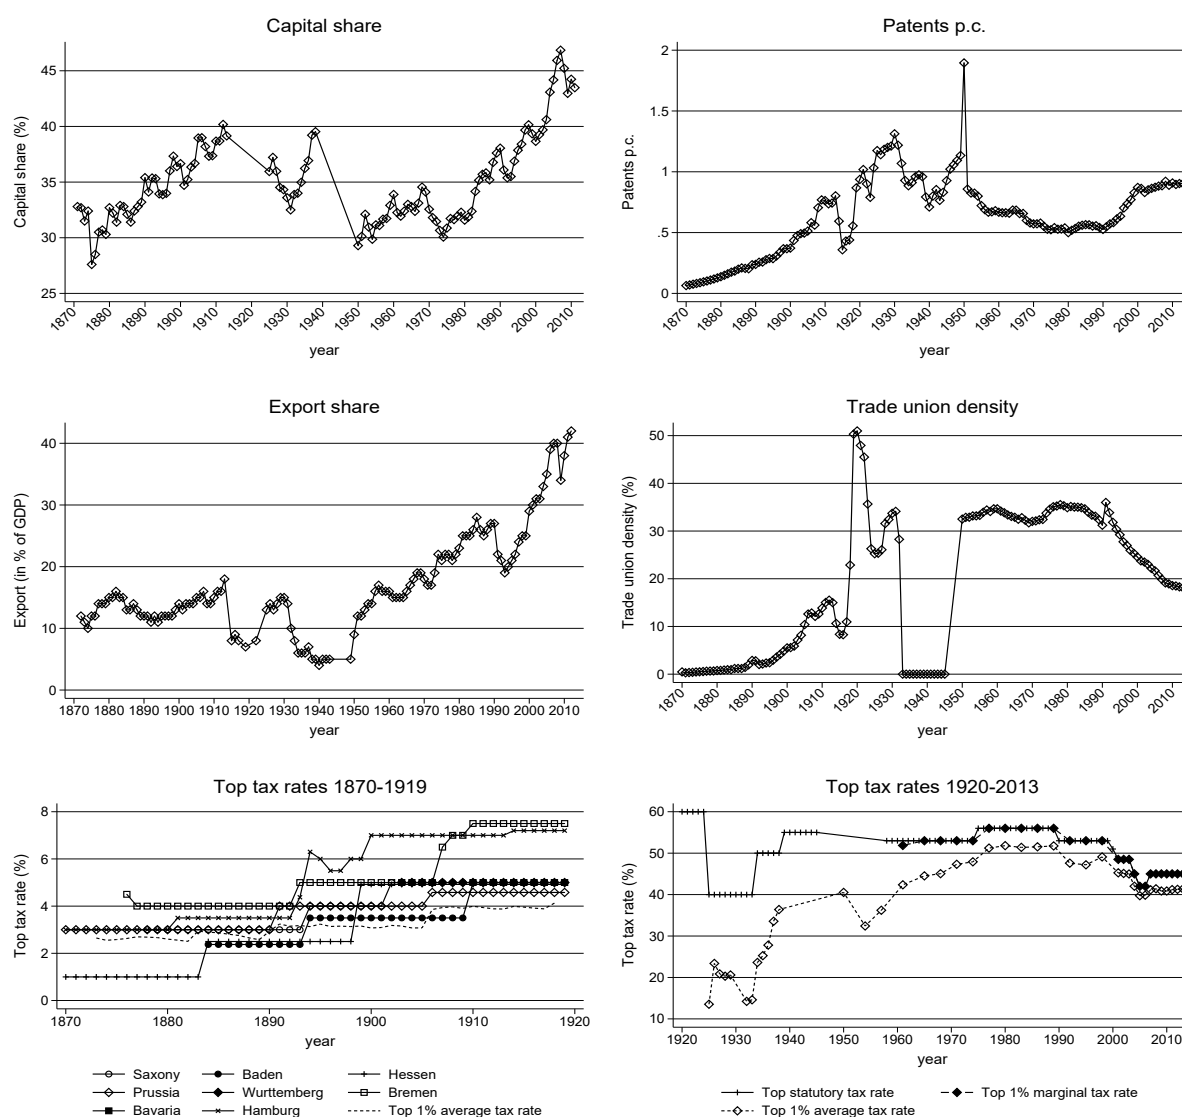 Capital share
Capital share (%)
45
40
35
30
25
1870 1880 1890 1900 1910 1920 1930 1940 1950 1960 1970 1980 1990 2000 2010
year
Patents p.c.
Patents p.c.
2
1.5
1
.5
0
1870 1880 1890 1900 1910 1920 1930 1940 1950 1960 1970 1980 1990 2000 2010
year
Export share
Export (in % of GDP)
40
30
20
10
0
1870 1880 1890 1900 1910 1920 1930 1940 1950 1960 1970 1980 1990 2000 2010
year
Trade union density
Trade union density (%)
50
40
30
20
10
0
1870 1880 1890 1900 1910 1920 1930 1940 1950 1960 1970 1980 1990 2000 2010
year
Top tax rates 1870-1919
Top tax rate (%)
8
6
4
2
0
1870 1880 1890 1900 1910 1920
year
Saxony Baden Hessen
Prussia Wurttemberg Bremen
Bavaria Hamburg Top 1% average tax rate
Top tax rates 1920-2013
Top tax rate (%)
60
50
40
30
20
10
1920 1930 1940 1950 1960 1970 1980 1990 2000 2010
year
Top statutory tax rate Top 1% marginal tax rate
Top 1% average tax rate